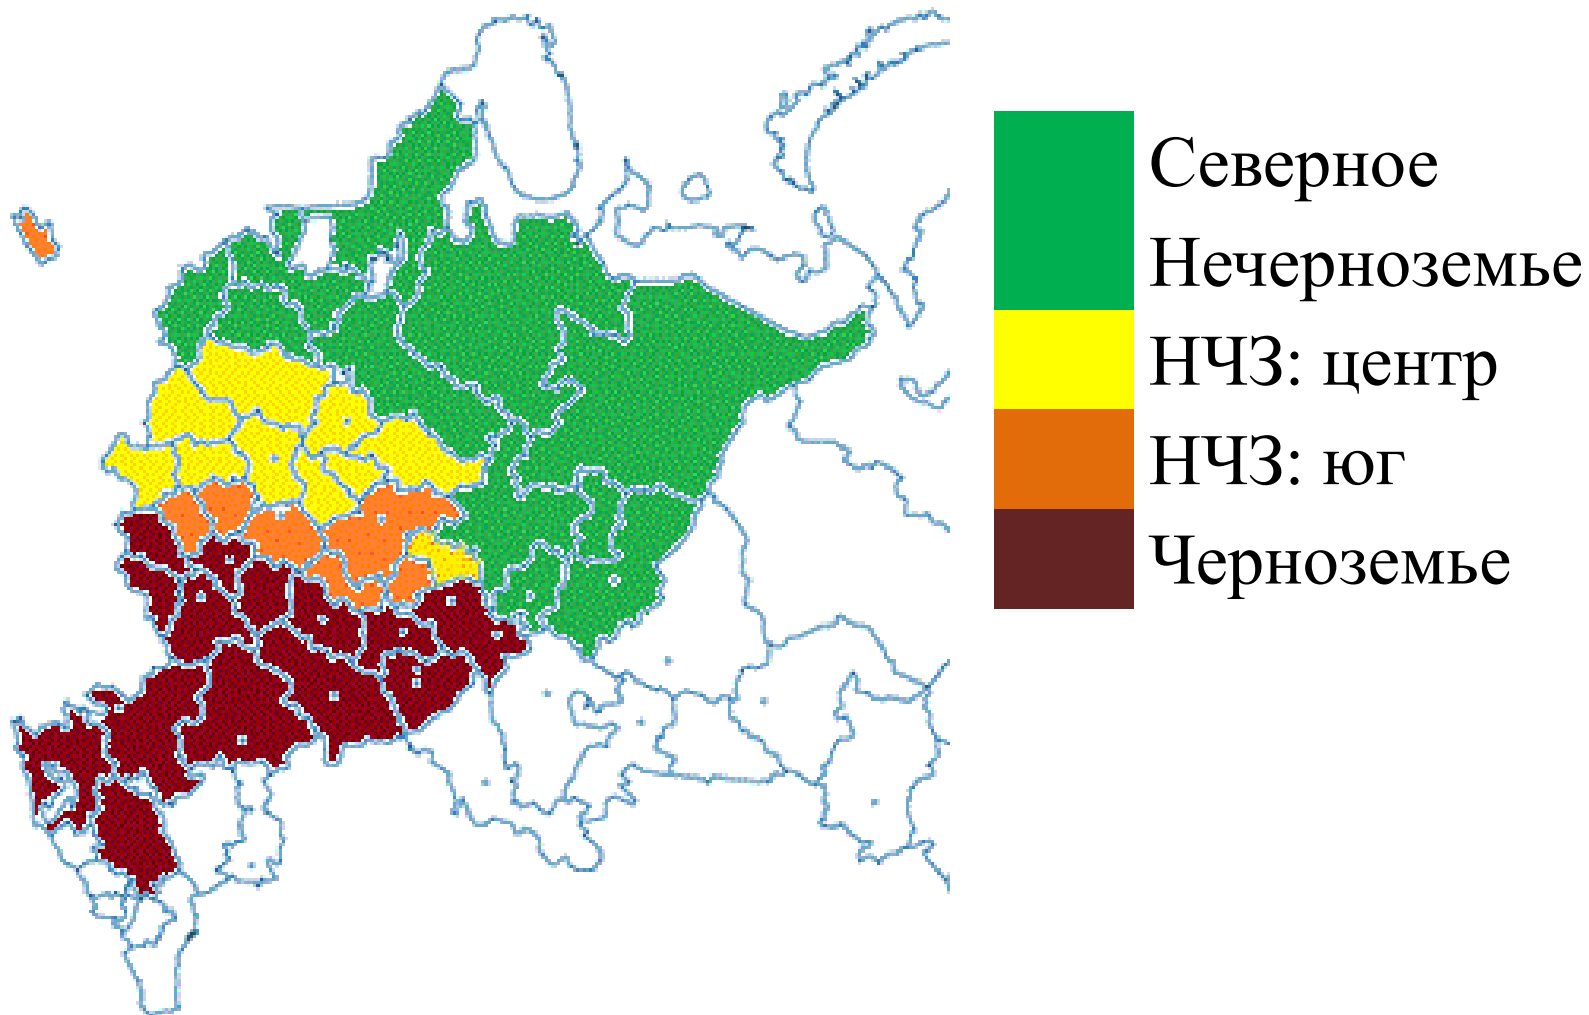 Северное
Нечерноземье
НЧЗ: центр
НЧЗ: юг
Черноземье